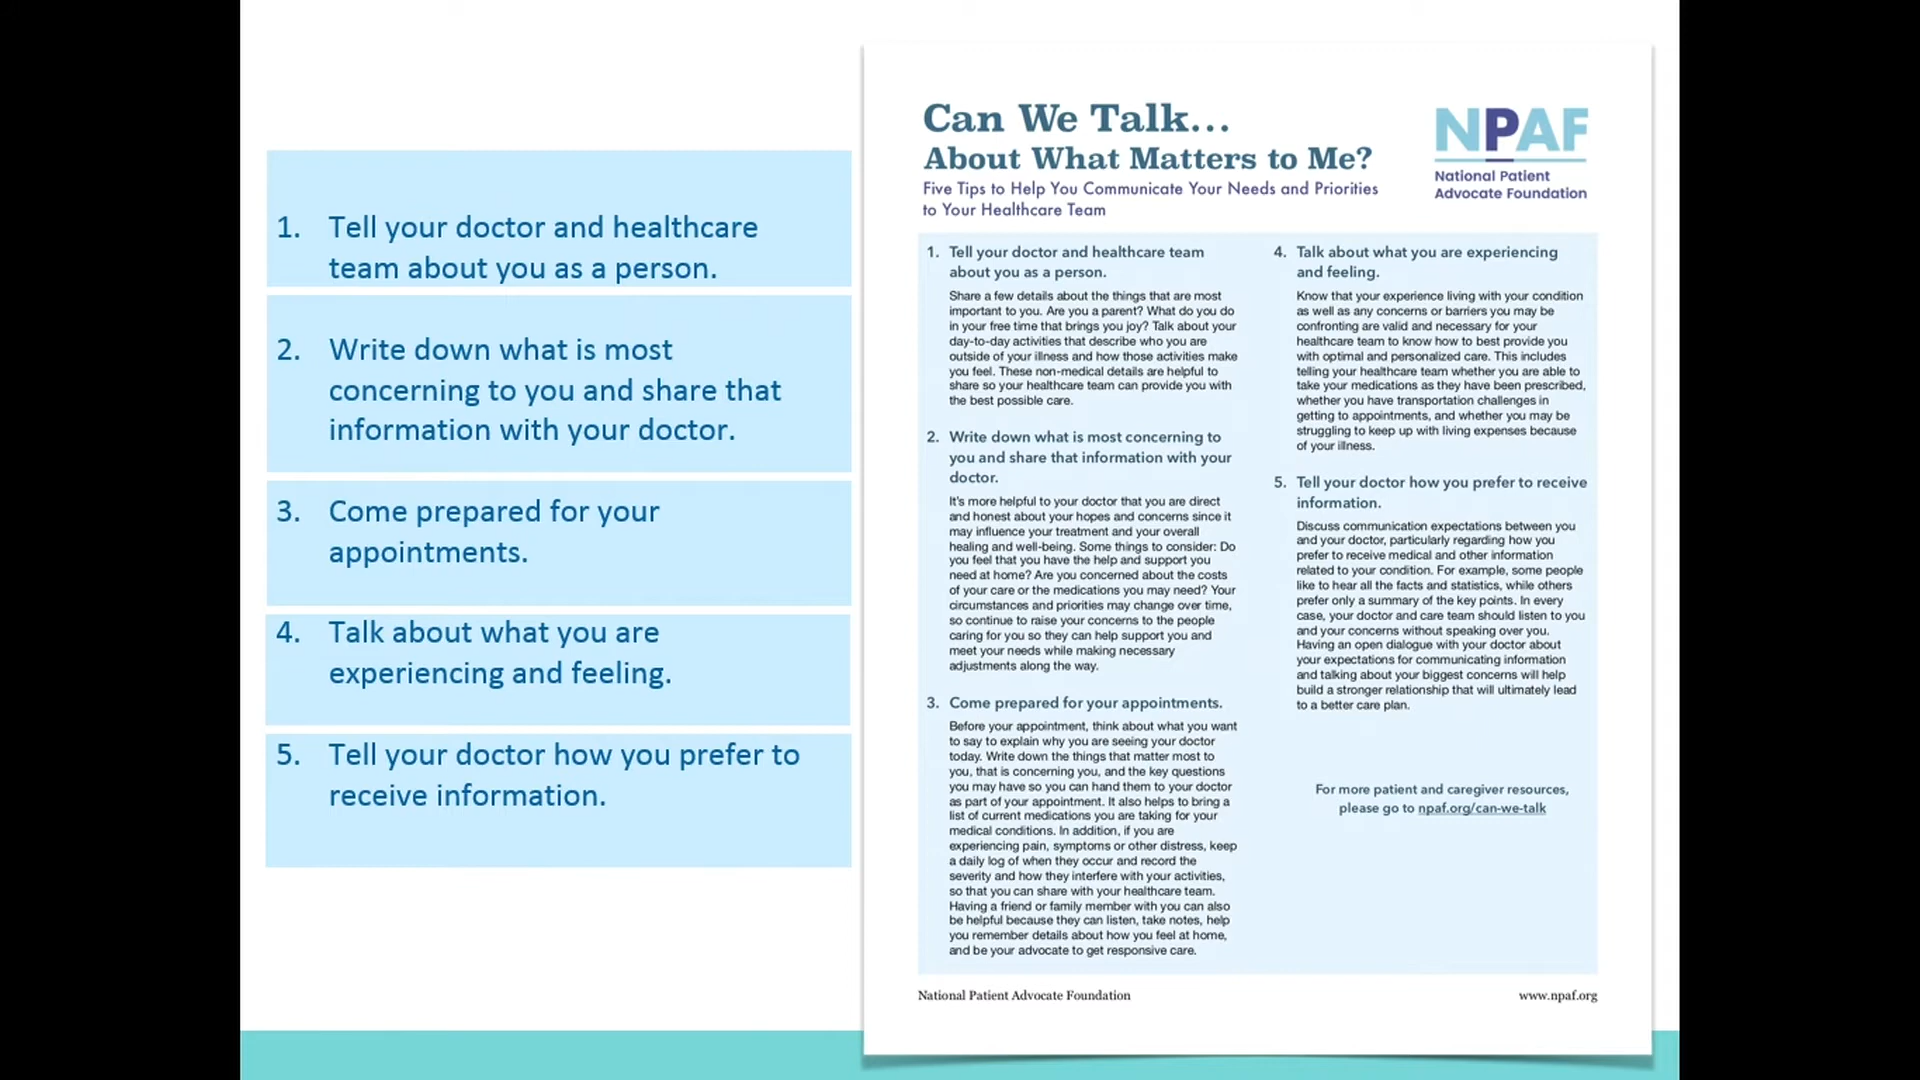 1. Tell your doctor and healthcare
team about you as a person.
2. Write down what is most
concerning to you and share that
information with your doctor.
3. Come prepared for your
appointments.
4. Talk about what you are
experiencing and feeling.
5. Tell your doctor how you prefer to
receive information.
Can We Talk...
About What Matters to Me?
Five Tips to Help You Communicate Your Needs and Priorities
to Your Healthcare Team
NPAF
National Patient
Advocate Foundation
1. Tell your doctor and healthcare team
about you as a person.
Share a few details about the things that are most
important to you. Are you a parent? What do you do
in your free time that brings you joy? Talk about your
day-to-day activities that describe who you are
outside of your illness and how those activities make
you feel. These non-medical details are helpful to
share so your healthcare team can provide you with
the best possible care.
2. Write down what is most concerning to
you and share that information with your
doctor.
It's more helpful to your doctor that you are direct
and honest about your hopes and concerns since it
may influence your treatment and your overall
healing and well-being. Some things to consider: Do
you feel that you have the help and support you
need at home? Are you concerned about the costs
of your care or the medications you may need? Your
circumstances and priorities may change over time,
so continue to raise your concerns to the people
caring for you so they can help support you and
meet your needs while making necessary
adjustments along the way.
3. Come prepared for your appointments.
Before your appointment, think about what you want
to say to explain why you are seeing your doctor
today. Write down the things that matter most to
you, that is concerning you, and the key questions
you may have so you can hand them to your doctor
as part of your appointment. It also helps to bring a
list of current medications you are taking for your
medical conditions. In addition, if you are
experiencing pain, symptoms or other distress, keep
a daily log of when they occur and record the
severity and how they interfere with your activities,
so that you can share with your healthcare team.
Having a friend or family member with you can also
be helpful because they can listen, take notes, help
you remember details about how you feel at home,
and be your advocate to get responsive care.
4. Talk about what you are experiencing
and feeling.
Know that your experience living with your condition
as well as any concerns or barriers you may be
confronting are valid and necessary for your
healthcare team to know how to best provide you
with optimal and personalized care. This includes
telling your healthcare team whether you are able to
take your medications as they have been prescribed,
whether you have transportation challenges in
getting to appointments, and whether you may be
struggling to keep up with living expenses because
of your illness.
5. Tell your doctor how you prefer to receive
information.
Discuss communication expectations between you
and your doctor, particularly regarding how you
prefer to receive medical and other information
related to your condition. For example, some people
like to hear all the facts and statistics, while others
prefer only a summary of the key points. In every
case, your doctor and care team should listen to you
and your concerns without speaking over you.
Having an open dialogue with your doctor about
your expectations for communicating information
and talking about your biggest concerns will help
build a stronger relationship that will ultimately lead
to a better care plan.
For more patient and caregiver resources,
please go to npaf.org/can-we-talk
National Patient Advocate Foundation
www.npaf.org